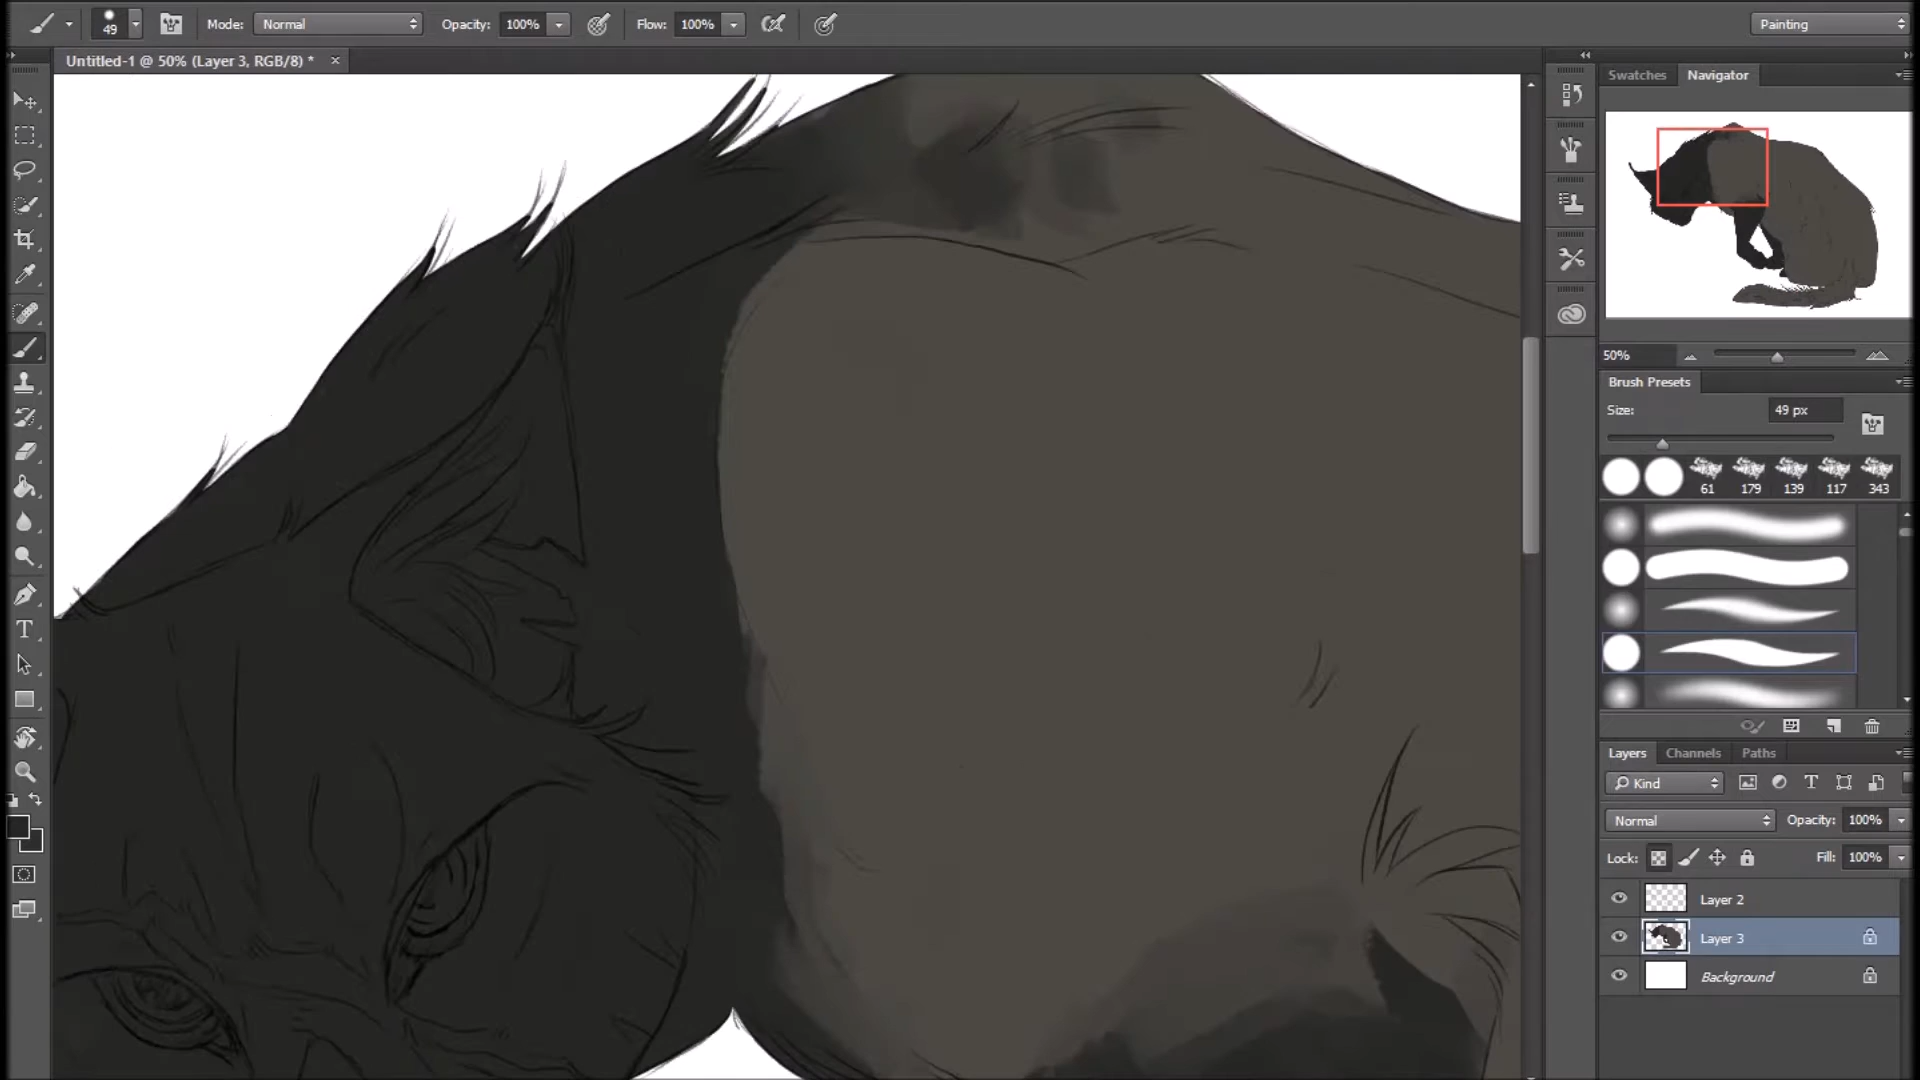 49 Mode: Normal Opacity: 100% Flow: 100% Painting
Untitled-1 @ 50% (Layer 3, RGB/8) * ×
Swatches Navigator
50%
Brush Presets
Size: 49 px
61 179 139 117 343
T
Layers Channels Paths
Kind T
Normal Opacity: 100%
Lock: Fill: 100%
Layer 2
Layer 3
Background